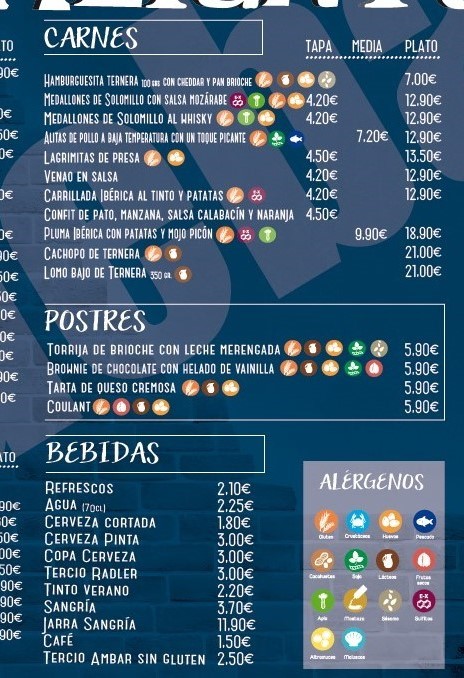 CARNES
TAPA MEDIA PLATO
HAMBURGUESITA TERNERA 100 GRS CON CHEDDAR Y PAN BRIOCHE 7.00€
MEDALLONES DE SOLOMILLO CON SALSA MOZÁRABE 4.20€ 12.90€
MEDALLONES DE SOLOMILLO AL WHISKY 4.20€ 12.90€
ALITAS DE POLLO A BAJA TEMPERATURA CON UN TOQUE PICANTE 7.20€ 12.90€
LAGRIMITAS DE PRESA 4.50€ 13.50€
VENAO EN SALSA 4.20€ 12.90€
CARRILLADA IBÉRICA AL TINTO Y PATATAS 4.20€ 12.90€
CONFIT DE PATO, MANZANA, SALSA CALABACÍN Y NARANJA 4.50€
PLUMA IBÉRICA CON PATATAS Y MOJO PICÓN 9.90€ 18.90€
CACHOPO DE TERNERA 21.00€
LOMO BAJO DE TERNERA 350 GR. 21.00€
POSTRES
TORRIJA DE BRIOCHE CON LECHE MERENGADA 5.90€
BROWNIE DE CHOCOLATE CON HELADO DE VAINILLA 5.90€
TARTA DE QUESO CREMOSA 5.90€
COULANT 5.90€
BEBIDAS
REFRESCOS 2,10€
AGUA (70CL) 2.25€
CERVEZA CORTADA 1.80€
CERVEZA PINTA 3.00€
COPA CERVEZA 3.00€
TERCIO RADLER 3.00€
TINTO VERANO 2.20€
SANGRÍA 3.70€
JARRA SANGRÍA 11.90€
CAFÉ 1.50€
TERCIO AMBAR SIN GLUTEN 2.50€
ALÉRGENOS
Gluten Crustáceos Huevos Pescado
Cacahuetes Soja Lácteos Frutos secos
Apio Mostaza Sésamo Sulfitos
Altramuces Moluscos